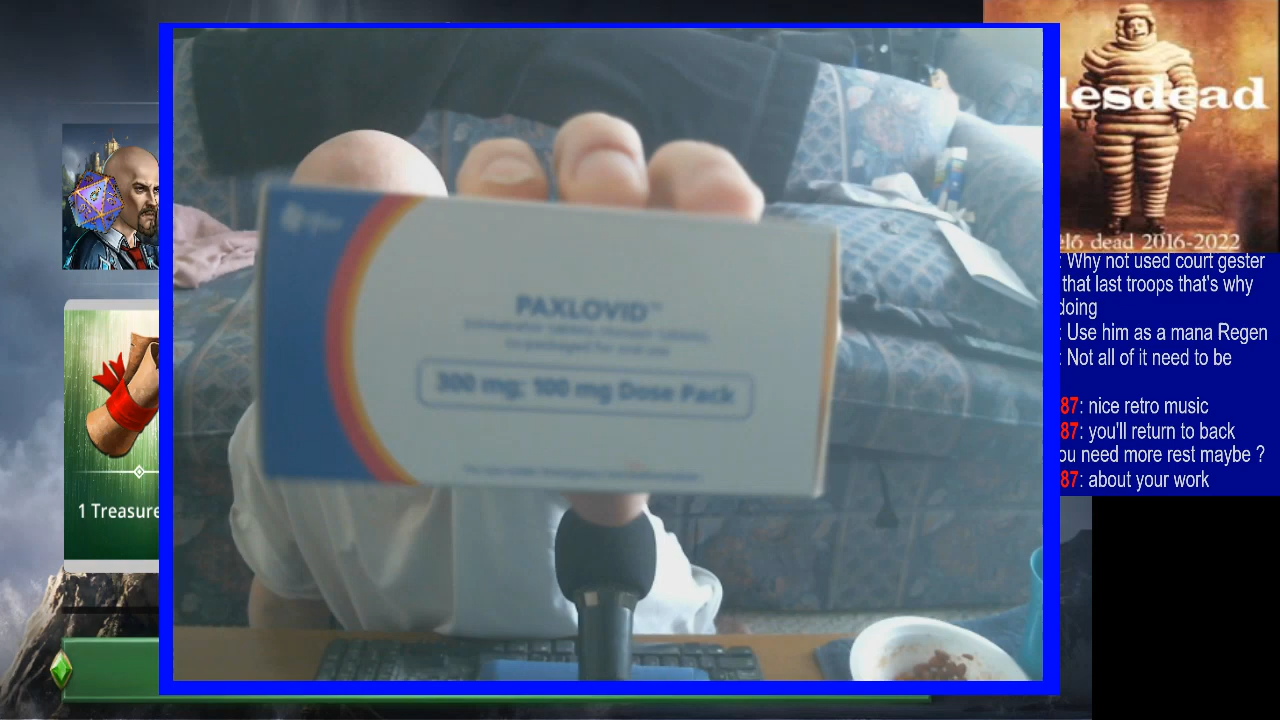 PAXLOVID™
300 mg; 100 mg Dose Pack
1 Treasure
lesdead
el6 dead 2016-2022
: Why not used court gester
that last troops that's why
doing
: Use him as a mana Regen
: Not all of it need to be
87: nice retro music
87: you'll return to back
ou need more rest maybe ?
87: about your work